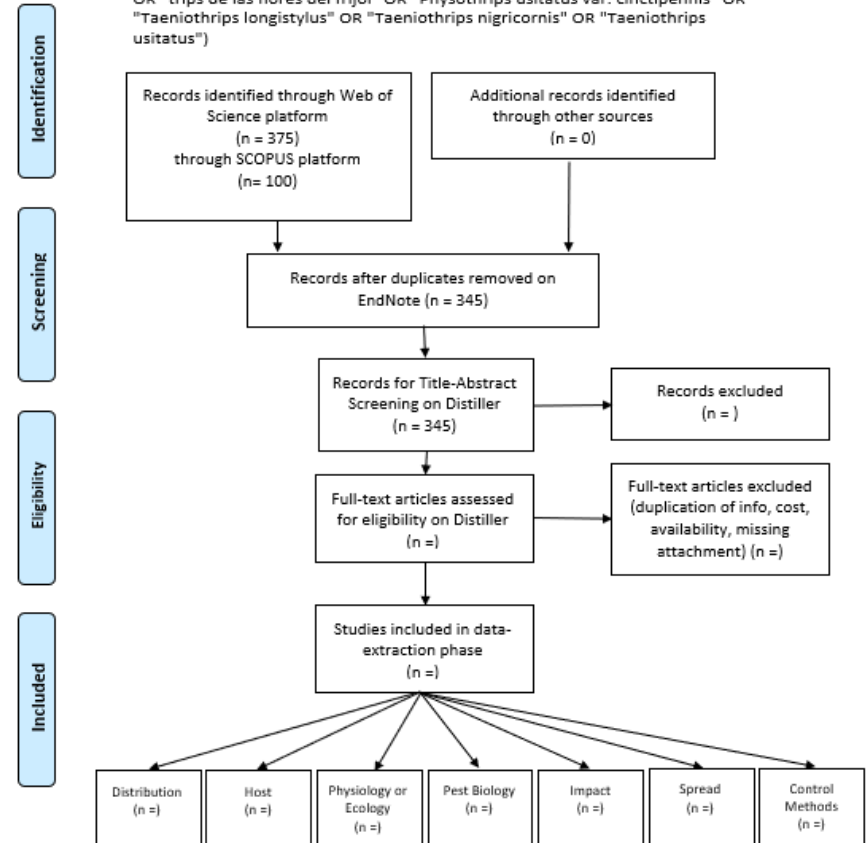 OR "trips de las flores del frijol" OR "Physothrips usitatus var. cinctipennis" OR
"Taeniothrips longistylus" OR "Taeniothrips nigricornis" OR "Taeniothrips
usitatus")
Identification
Records identified through Web of
Science platform
(n = 375)
through SCOPUS platform
(n= 100)
Additional records identified
through other sources
(n = 0)
Screening
Records after duplicates removed on
EndNote (n = 345)
Records for Title-Abstract
Screening on Distiller
(n = 345)
Records excluded
(n = )
Eligibility
Full-text articles assessed
for eligibility on Distiller
(n =)
Full-text articles excluded
(duplication of info, cost,
availability, missing
attachment) (n =)
Included
Studies included in data-
extraction phase
(n =)
Distribution
(n =)
Host
(n =)
Physiology or
Ecology
(n =)
Pest Biology
(n =)
Impact
(n =)
Spread
(n =)
Control
Methods
(n =)